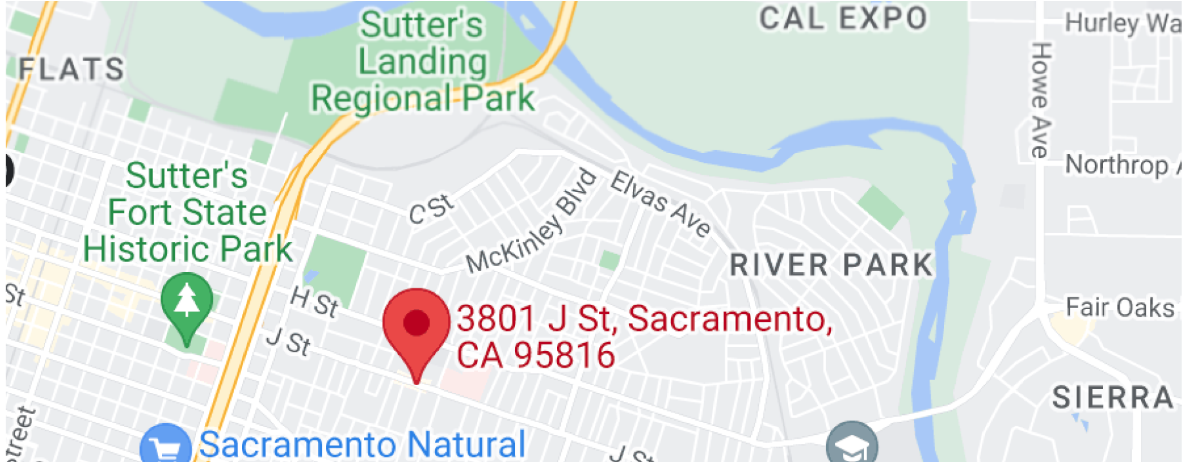 Sutter's
Landing
Regional Park
CAL EXPO
Hurley Wa
FLATS
Howe Ave
Sutter's
Fort State
Historic Park
C St
McKinley Blvd
Elvas Ave
Northrop A
RIVER PARK
St
H St
J St
3801 J St, Sacramento,
CA 95816
Fair Oaks
SIERRA
Street
Sacramento Natural
J St